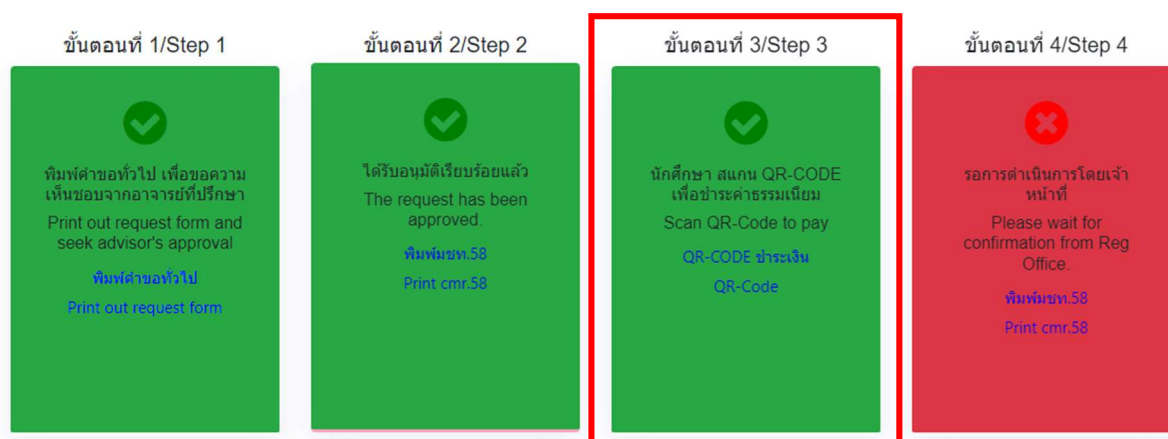 ขั้นตอนที่ 1/Step 1
พิมพ์คำขอทั่วไป เพื่อขอความ
เห็นชอบจากอาจารย์ที่ปรึกษา
Print out request form and
seek advisor's approval
พิมพ์คำขอทั่วไป
Print out request form
ขั้นตอนที่ 2/Step 2
ได้รับอนุมัติเรียบร้อยแล้ว
The request has been
approved.
พิมพ์มชท.58
Print cmr.58
ขั้นตอนที่ 3/Step 3
นักศึกษา สแกน QR-CODE
เพื่อชำระค่าธรรมเนียม
Scan QR-Code to pay
QR-CODE ชำระเงิน
QR-Code
ขั้นตอนที่ 4/Step 4
รอการดำเนินการโดยเจ้า
หน้าที่
Please wait for
confirmation from Reg
Office.
พิมพ์มชท.58
Print cmr.58